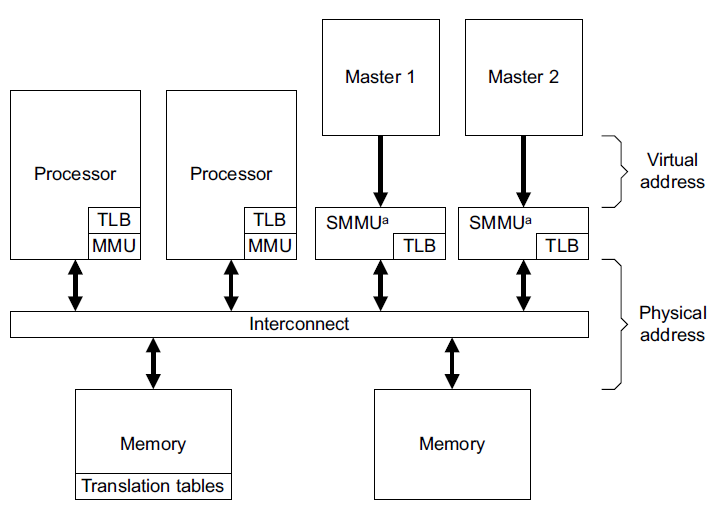 Master 1
Master 2
Processor
Processor
Virtual
address
TLB
MMU
TLB
MMU
SMMUᵃ
TLB
SMMUᵃ
TLB
Interconnect
Physical
address
Memory
Translation tables
Memory